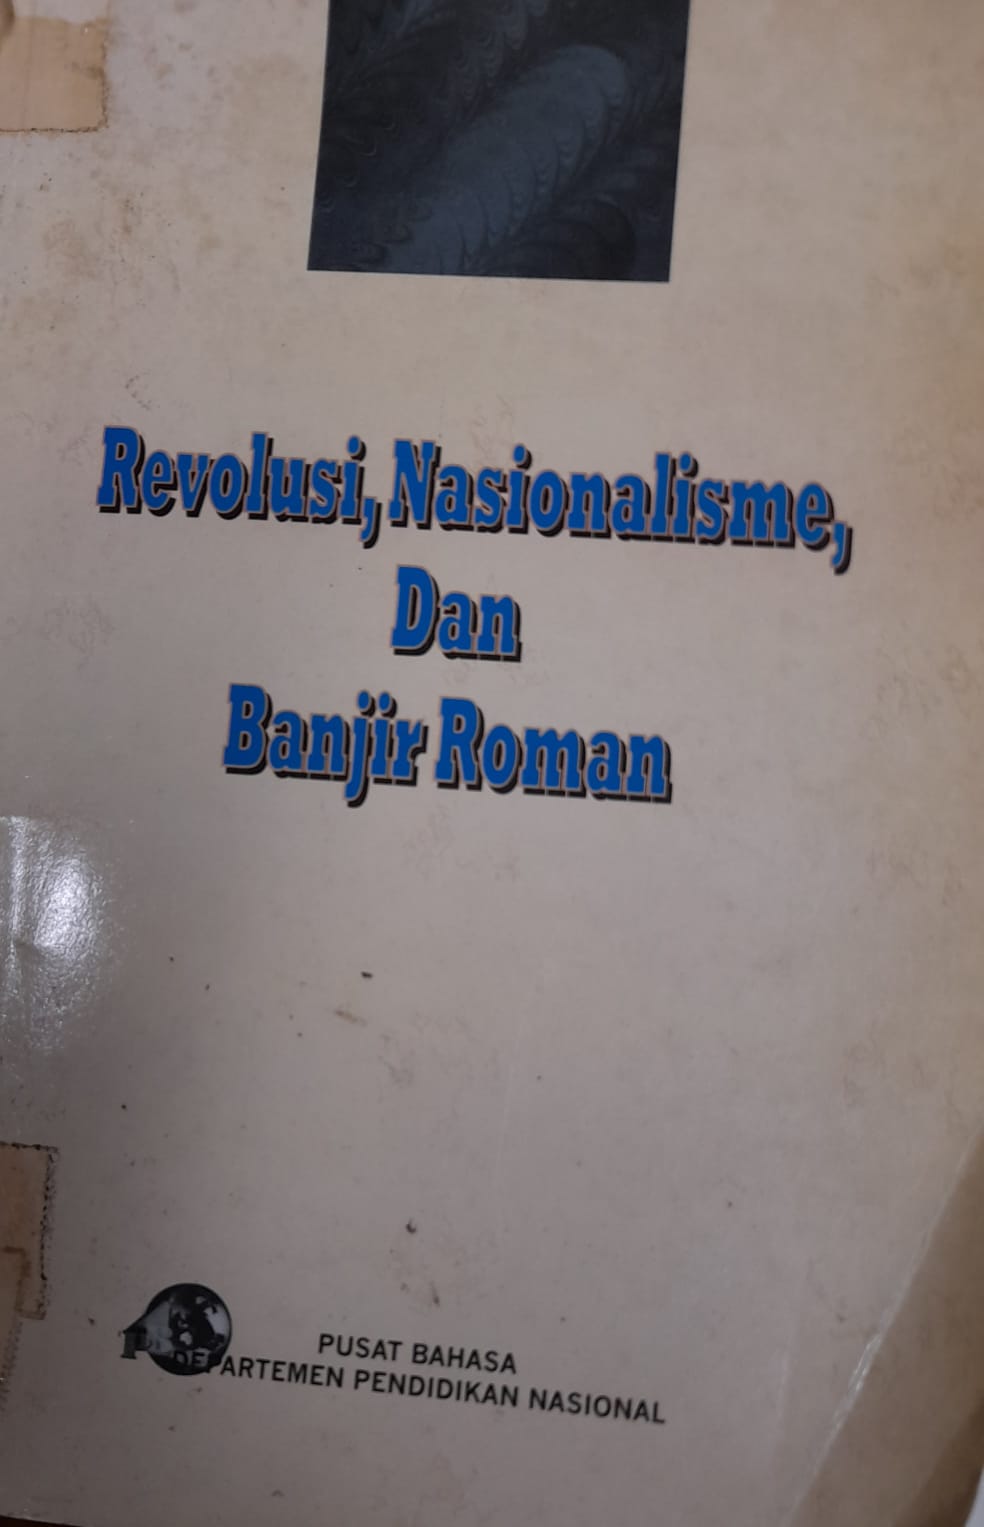 Revolusi, Nasionalisme,
Dan
Banjir Roman
PUSAT BAHASA
DEPARTEMEN PENDIDIKAN NASIONAL